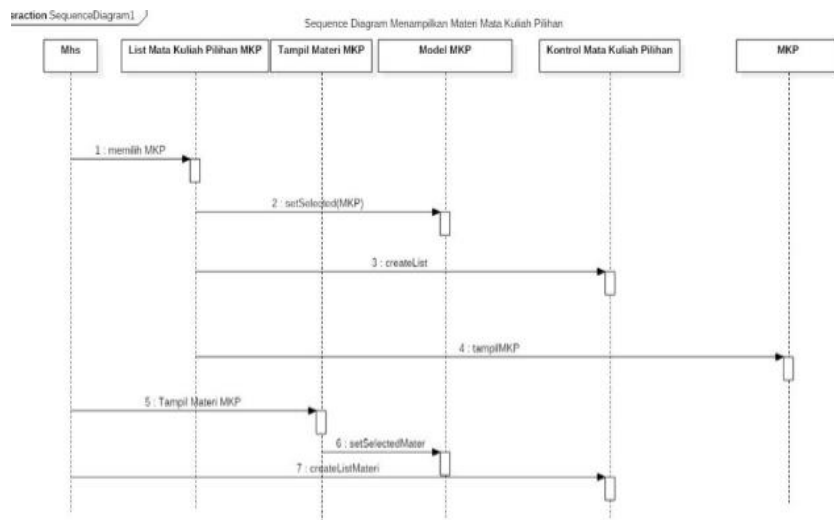 eraction SequenceDiagram1
Sequence Diagram Menampilkan Materi Mata Kuliah Pilihan
Mhs
List Mata Kuliah Pilihan MKP
Tampil Materi MKP
Model MKP
Kontrol Mata Kuliah Pilihan
MKP
1 : memilih MKP
2 : setSelected(MKP)
3 : createList
4 : tampilMKP
5 : Tampil Materi MKP
6 : setSelectedMater
7 : createListMateri